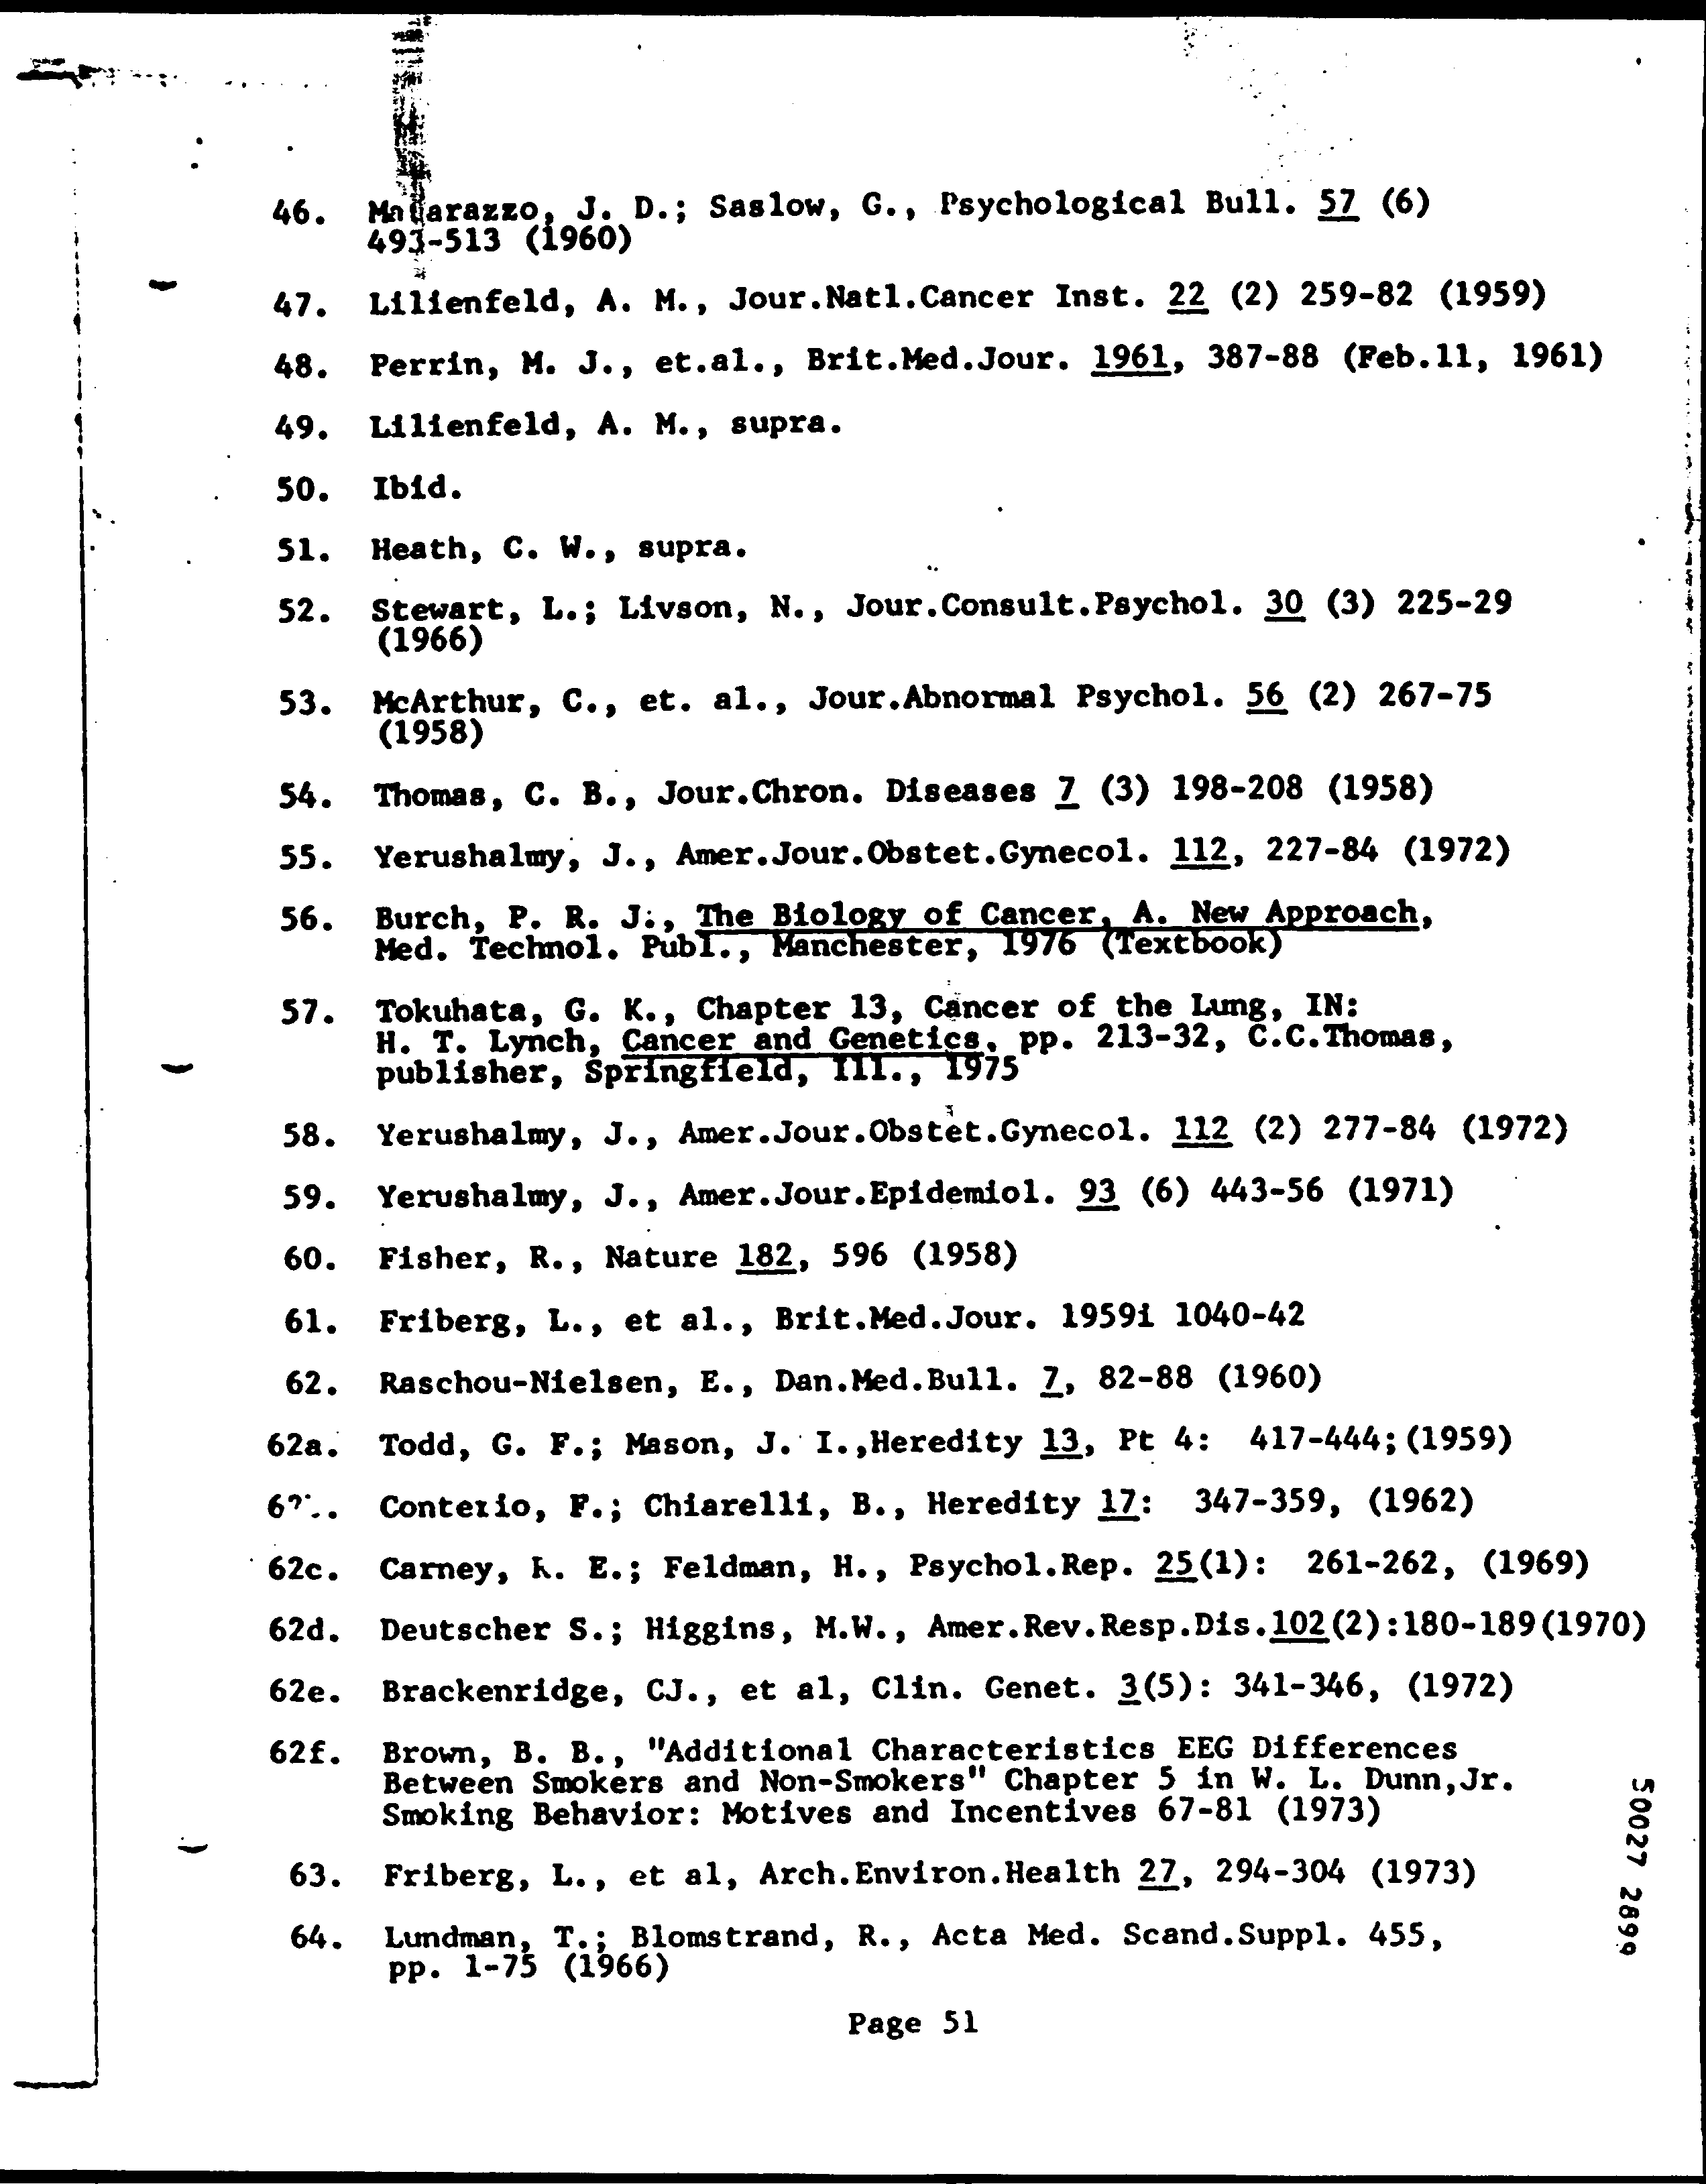 46. Matarazzo, J. D.; Saslow, G., Psychological Bull. 57 (6)
493-513 (1960)
47. Lilienfeld, A. M., Jour.Natl.Cancer Inst. 22 (2) 259-82 (1959)
48. Perrin, M. J., et.al., Brit.Med.Jour. 1961, 387-88 (Feb.11, 1961)
49. Lilienfeld, A. M., supra.
50. Ibid.
51. Heath, C. W., supra.
52. Stewart, L.; Livson, N., Jour.Consult.Psychol. 30 (3) 225-29
(1966)
53. McArthur, C., et. al., Jour.Abnormal Psychol. 56 (2) 267-75
(1958)
54. Thomas, C. B., Jour.Chron. Diseases 7 (3) 198-208 (1958)
55. Yerushalmy, J., Amer.Jour.Obstet.Gynecol. 112, 227-84 (1972)
56. Burch, P. R. J., The Biology of Cancer, A. New Approach,
Med. Technol. Publ., Manchester, 1976 (Textbook)
57. Tokuhata, G. K., Chapter 13, Cancer of the Lung, IN:
H. T. Lynch, Cancer and Genetics, pp. 213-32, C.C.Thomas,
publisher, Springfield, Ill., 1975
58. Yerushalmy, J., Amer.Jour.Obstet.Gynecol. 112 (2) 277-84 (1972)
59. Yerushalmy, J., Amer.Jour.Epidemiol. 93 (6) 443-56 (1971)
60. Fisher, R., Nature 182, 596 (1958)
61. Friberg, L., et al., Brit.Med.Jour. 1959i 1040-42
62. Raschou-Nielsen, E., Dan.Med.Bull. 7, 82-88 (1960)
62a. Todd, G. F.; Mason, J. I.,Heredity 13, Pt 4: 417-444;(1959)
Conterio, F.; Chiarelli, B., Heredity 17: 347-359, (1962)
62c. Carney, R. E.; Feldman, H., Psychol.Rep. 25(1): 261-262, (1969)
62d. Deutscher S.; Higgins, M.W., Amer.Rev.Resp.Dis.102(2):180-189(1970)
62e. Brackenridge, CJ., et al, Clin. Genet. 3(5): 341-346, (1972)
62f. Brown, B. B., "Additional Characteristics EEG Differences
Between Smokers and Non-Smokers" Chapter 5 in W. L. Dunn,Jr.
Smoking Behavior: Motives and Incentives 67-81 (1973)
63. Friberg, L., et al, Arch.Environ.Health 27, 294-304 (1973)
64. Lundman, T.; Blomstrand, R., Acta Med. Scand.Suppl. 455,
pp. 1-75 (1966)
Page 51
50027 2899